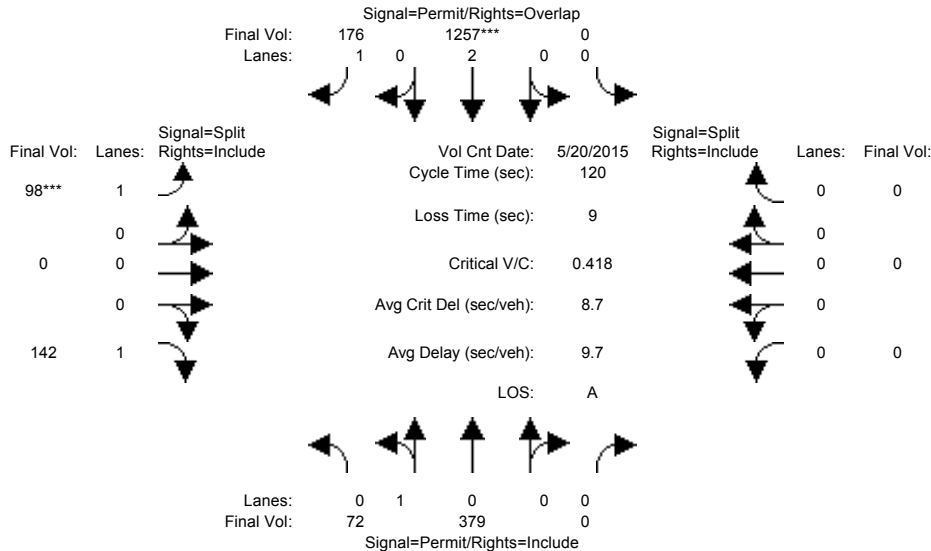 Signal=Permit/Rights=Overlap
Final Vol: 176 1257*** 0
Lanes: 1 0 2 0 0
Signal=Split Signal=Split
Final Vol: Lanes: Rights=Include Vol Cnt Date: 5/20/2015 Rights=Include Lanes: Final Vol:
Cycle Time (sec): 120
98*** 1 0 0
Loss Time (sec): 9
0 0
0 0 Critical V/C: 0.418 0 0
0 Avg Crit Del (sec/veh): 8.7 0
142 1 Avg Delay (sec/veh): 9.7 0 0
LOS: A
Lanes: 0 1 0 0 0
Final Vol: 72 379 0
Signal=Permit/Rights=Include